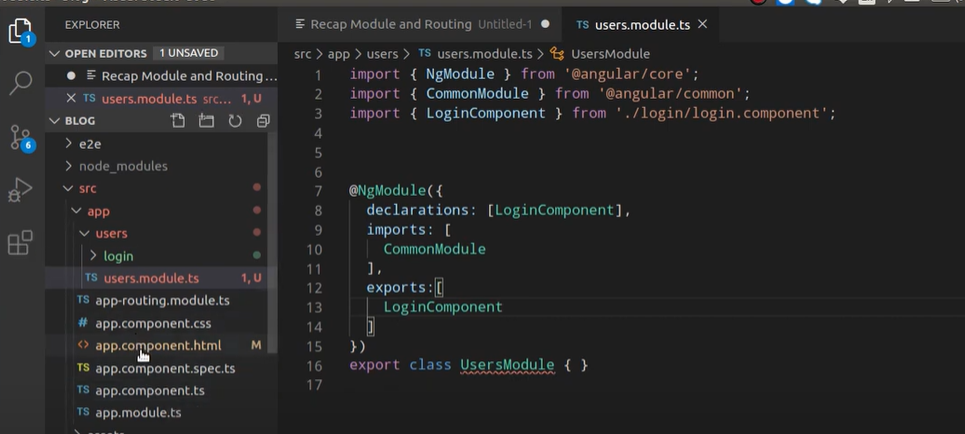 EXPLORER
OPEN EDITORS 1 UNSAVED
Recap Module and Routing ...
TS users.module.ts src... 1, U
BLOG
e2e
node_modules
src
app
users
login
TS users.module.ts 1, U
TS app-routing.module.ts
# app.component.css
<> app.component.html M
TS app.component.spec.ts
TS app.component.ts
TS app.module.ts
1
6
Recap Module and Routing Untitled-1
TS users.module.ts
src > app > users > TS users.module.ts > UsersModule
1 import { NgModule } from '@angular/core';
2 import { CommonModule } from '@angular/common';
3 import { LoginComponent } from './login/login.component';
4
5
6
7 @NgModule({
8 declarations: [LoginComponent],
9 imports: [
10 CommonModule
11 ],
12 exports:[
13 LoginComponent
14 ]
15 })
16 export class UsersModule { }
17